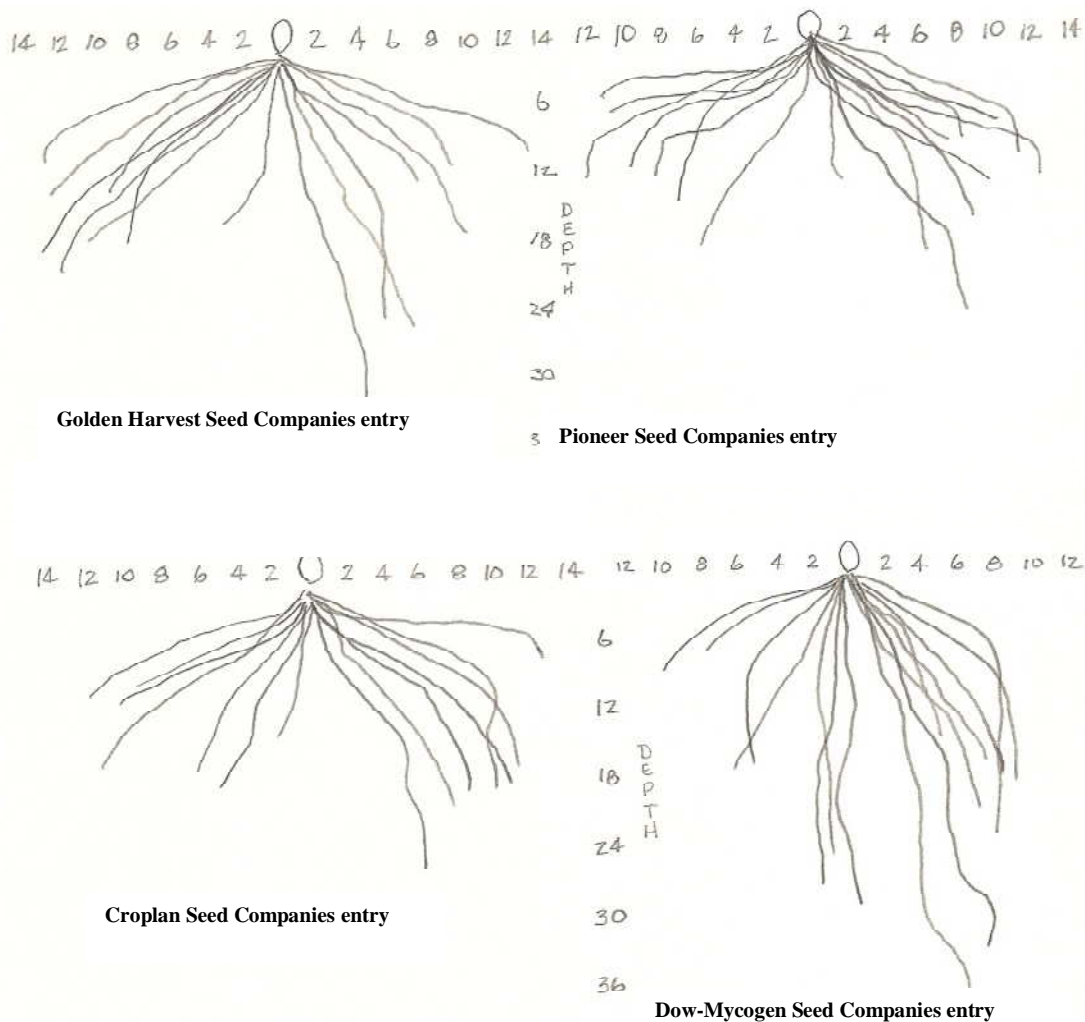 14 12 10 8 6 4 2 2 4 6 8 10 12 14
12 10 8 6 4 2 2 4 6 8 10 12 14
6
12
18
24
30
3
DEPTH
Golden Harvest Seed Companies entry
Pioneer Seed Companies entry
14 12 10 8 6 4 2 2 4 6 8 10 12 14
12 10 8 6 4 2 2 4 6 8 10 12
6
12
18
24
30
36
DEPTH
Croplan Seed Companies entry
Dow-Mycogen Seed Companies entry